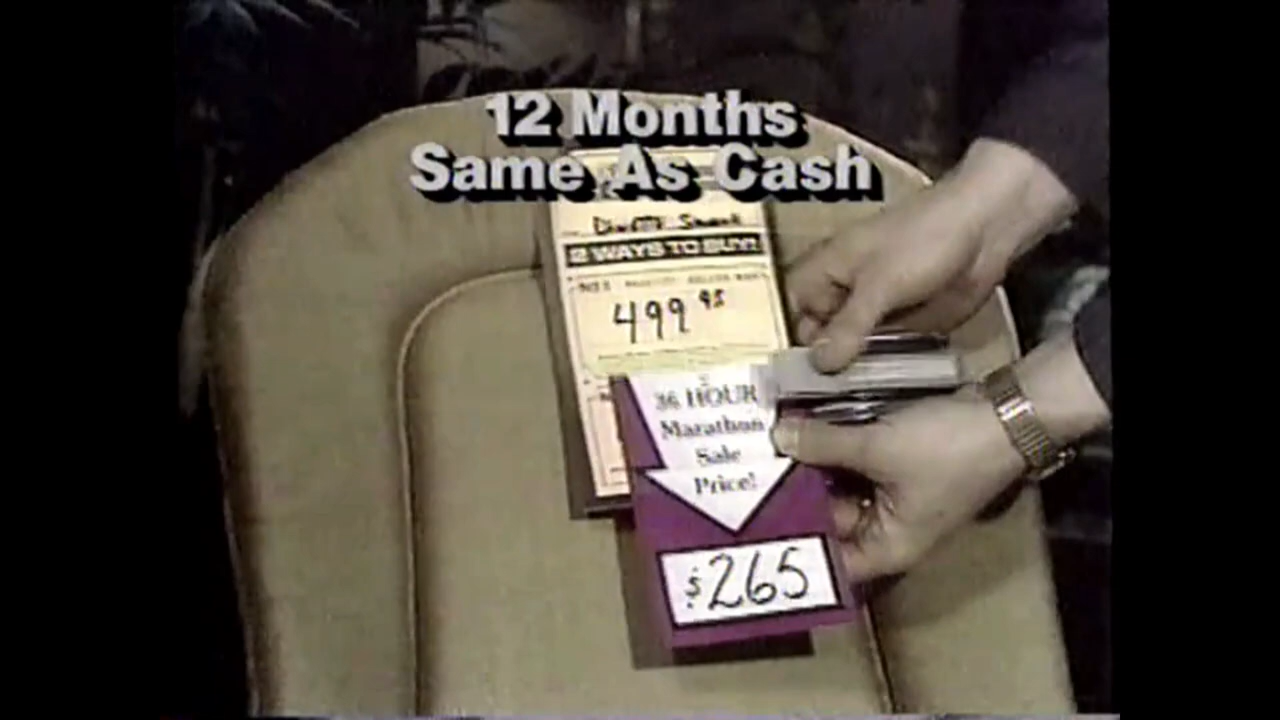 12 Months
Same As Cash
2 WAYS TO BUY!
499 95
36 HOUR
Marathon
Sale
Price!
$265